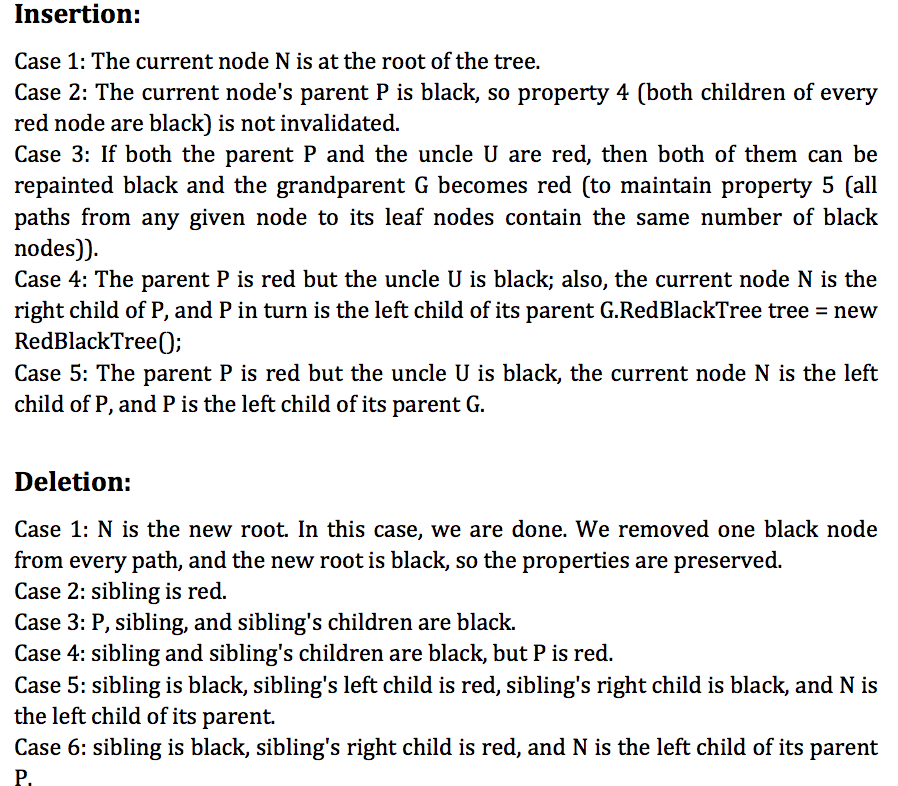 Insertion:
Case 1: The current node N is at the root of the tree.
Case 2: The current node's parent P is black, so property 4 (both children of every
red node are black) is not invalidated.
Case 3: If both the parent P and the uncle U are red, then both of them can be
repainted black and the grandparent G becomes red (to maintain property 5 (all
paths from any given node to its leaf nodes contain the same number of black
nodes)).
Case 4: The parent P is red but the uncle U is black; also, the current node N is the
right child of P, and P in turn is the left child of its parent G.RedBlackTree tree = new
RedBlackTree();
Case 5: The parent P is red but the uncle U is black, the current node N is the left
child of P, and P is the left child of its parent G.
Deletion:
Case 1: N is the new root. In this case, we are done. We removed one black node
from every path, and the new root is black, so the properties are preserved.
Case 2: sibling is red.
Case 3: P, sibling, and sibling's children are black.
Case 4: sibling and sibling's children are black, but P is red.
Case 5: sibling is black, sibling's left child is red, sibling's right child is black, and N is
the left child of its parent.
Case 6: sibling is black, sibling's right child is red, and N is the left child of its parent
P.